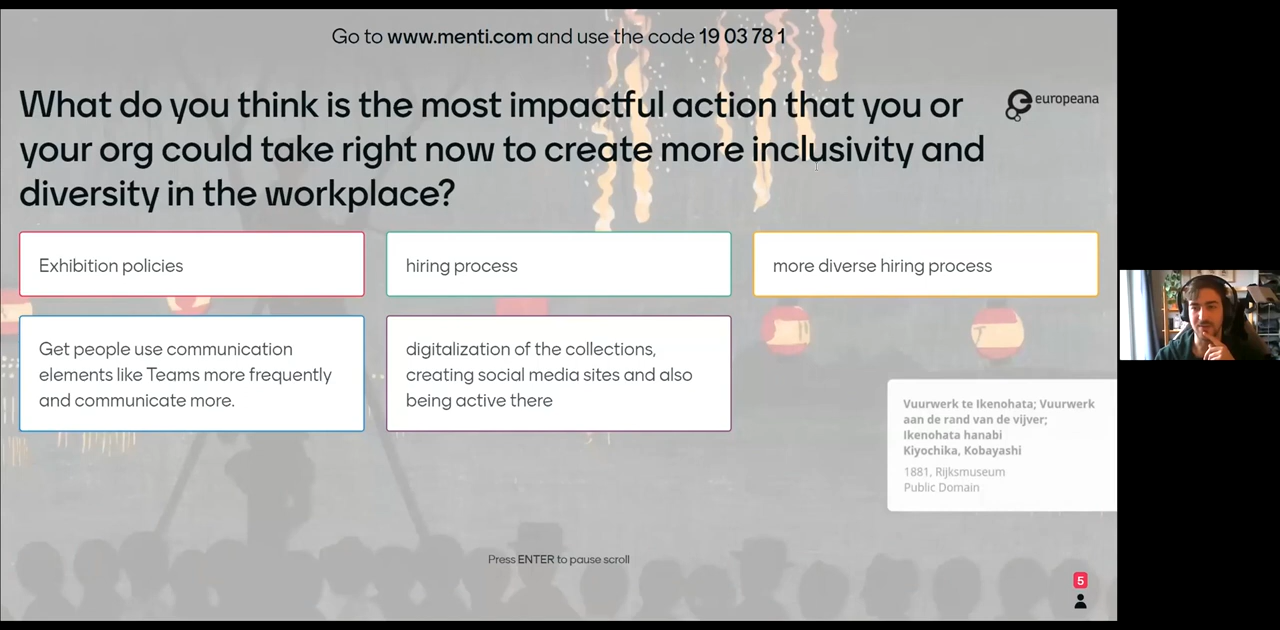 Go to www.menti.com and use the code 19 03 78 1
What do you think is the most impactful action that you or
your org could take right now to create more inclusivity and
diversity in the workplace?
europeana
Exhibition policies
hiring process
more diverse hiring process
Get people use communication
elements like Teams more frequently
and communicate more.
digitalization of the collections,
creating social media sites and also
being active there
Vuurwerk te Ikenohata; Vuurwerk
aan de rand van de vijver;
Ikenohata hanabi
Kiyochika, Kobayashi
1881, Rijksmuseum
Public Domain
Press ENTER to pause scroll
5